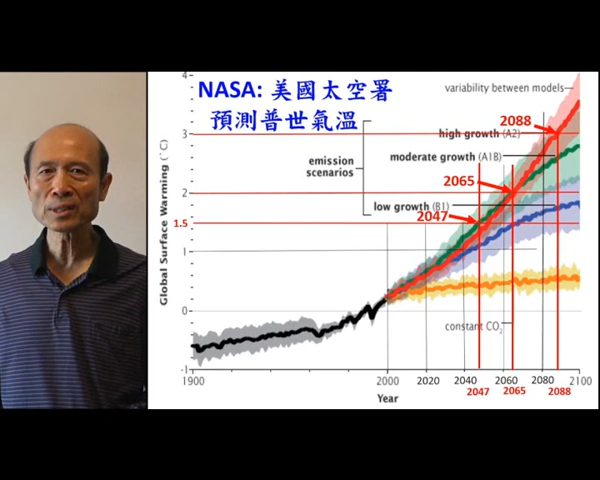 NASA: 美國太空署
預測普世氣溫
variability between models
2088
high growth (A2)
moderate growth (A1B)
emission
scenarios
2065
low growth (B1)
2047
constant CO2
Global Surface Warming (°C)
4
3
2
1.5
1
0
-1
1900
2000
2020
2040
2060
2080
2100
2047
2065
2088
Year